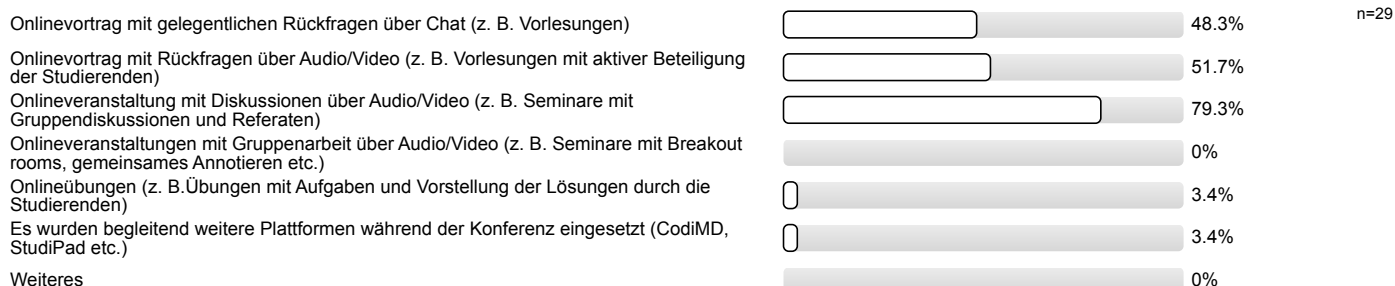 Onlinevortrag mit gelegentlichen Rückfragen über Chat (z. B. Vorlesungen) 48.3% n=29
Onlinevortrag mit Rückfragen über Audio/Video (z. B. Vorlesungen mit aktiver Beteiligung
der Studierenden) 51.7%
Onlineveranstaltung mit Diskussionen über Audio/Video (z. B. Seminare mit
Gruppendiskussionen und Referaten) 79.3%
Onlineveranstaltungen mit Gruppenarbeit über Audio/Video (z. B. Seminare mit Breakout
rooms, gemeinsames Annotieren etc.) 0%
Onlineübungen (z. B.Übungen mit Aufgaben und Vorstellung der Lösungen durch die
Studierenden) 3.4%
Es wurden begleitend weitere Plattformen während der Konferenz eingesetzt (CodiMD,
StudiPad etc.) 3.4%
Weiteres 0%